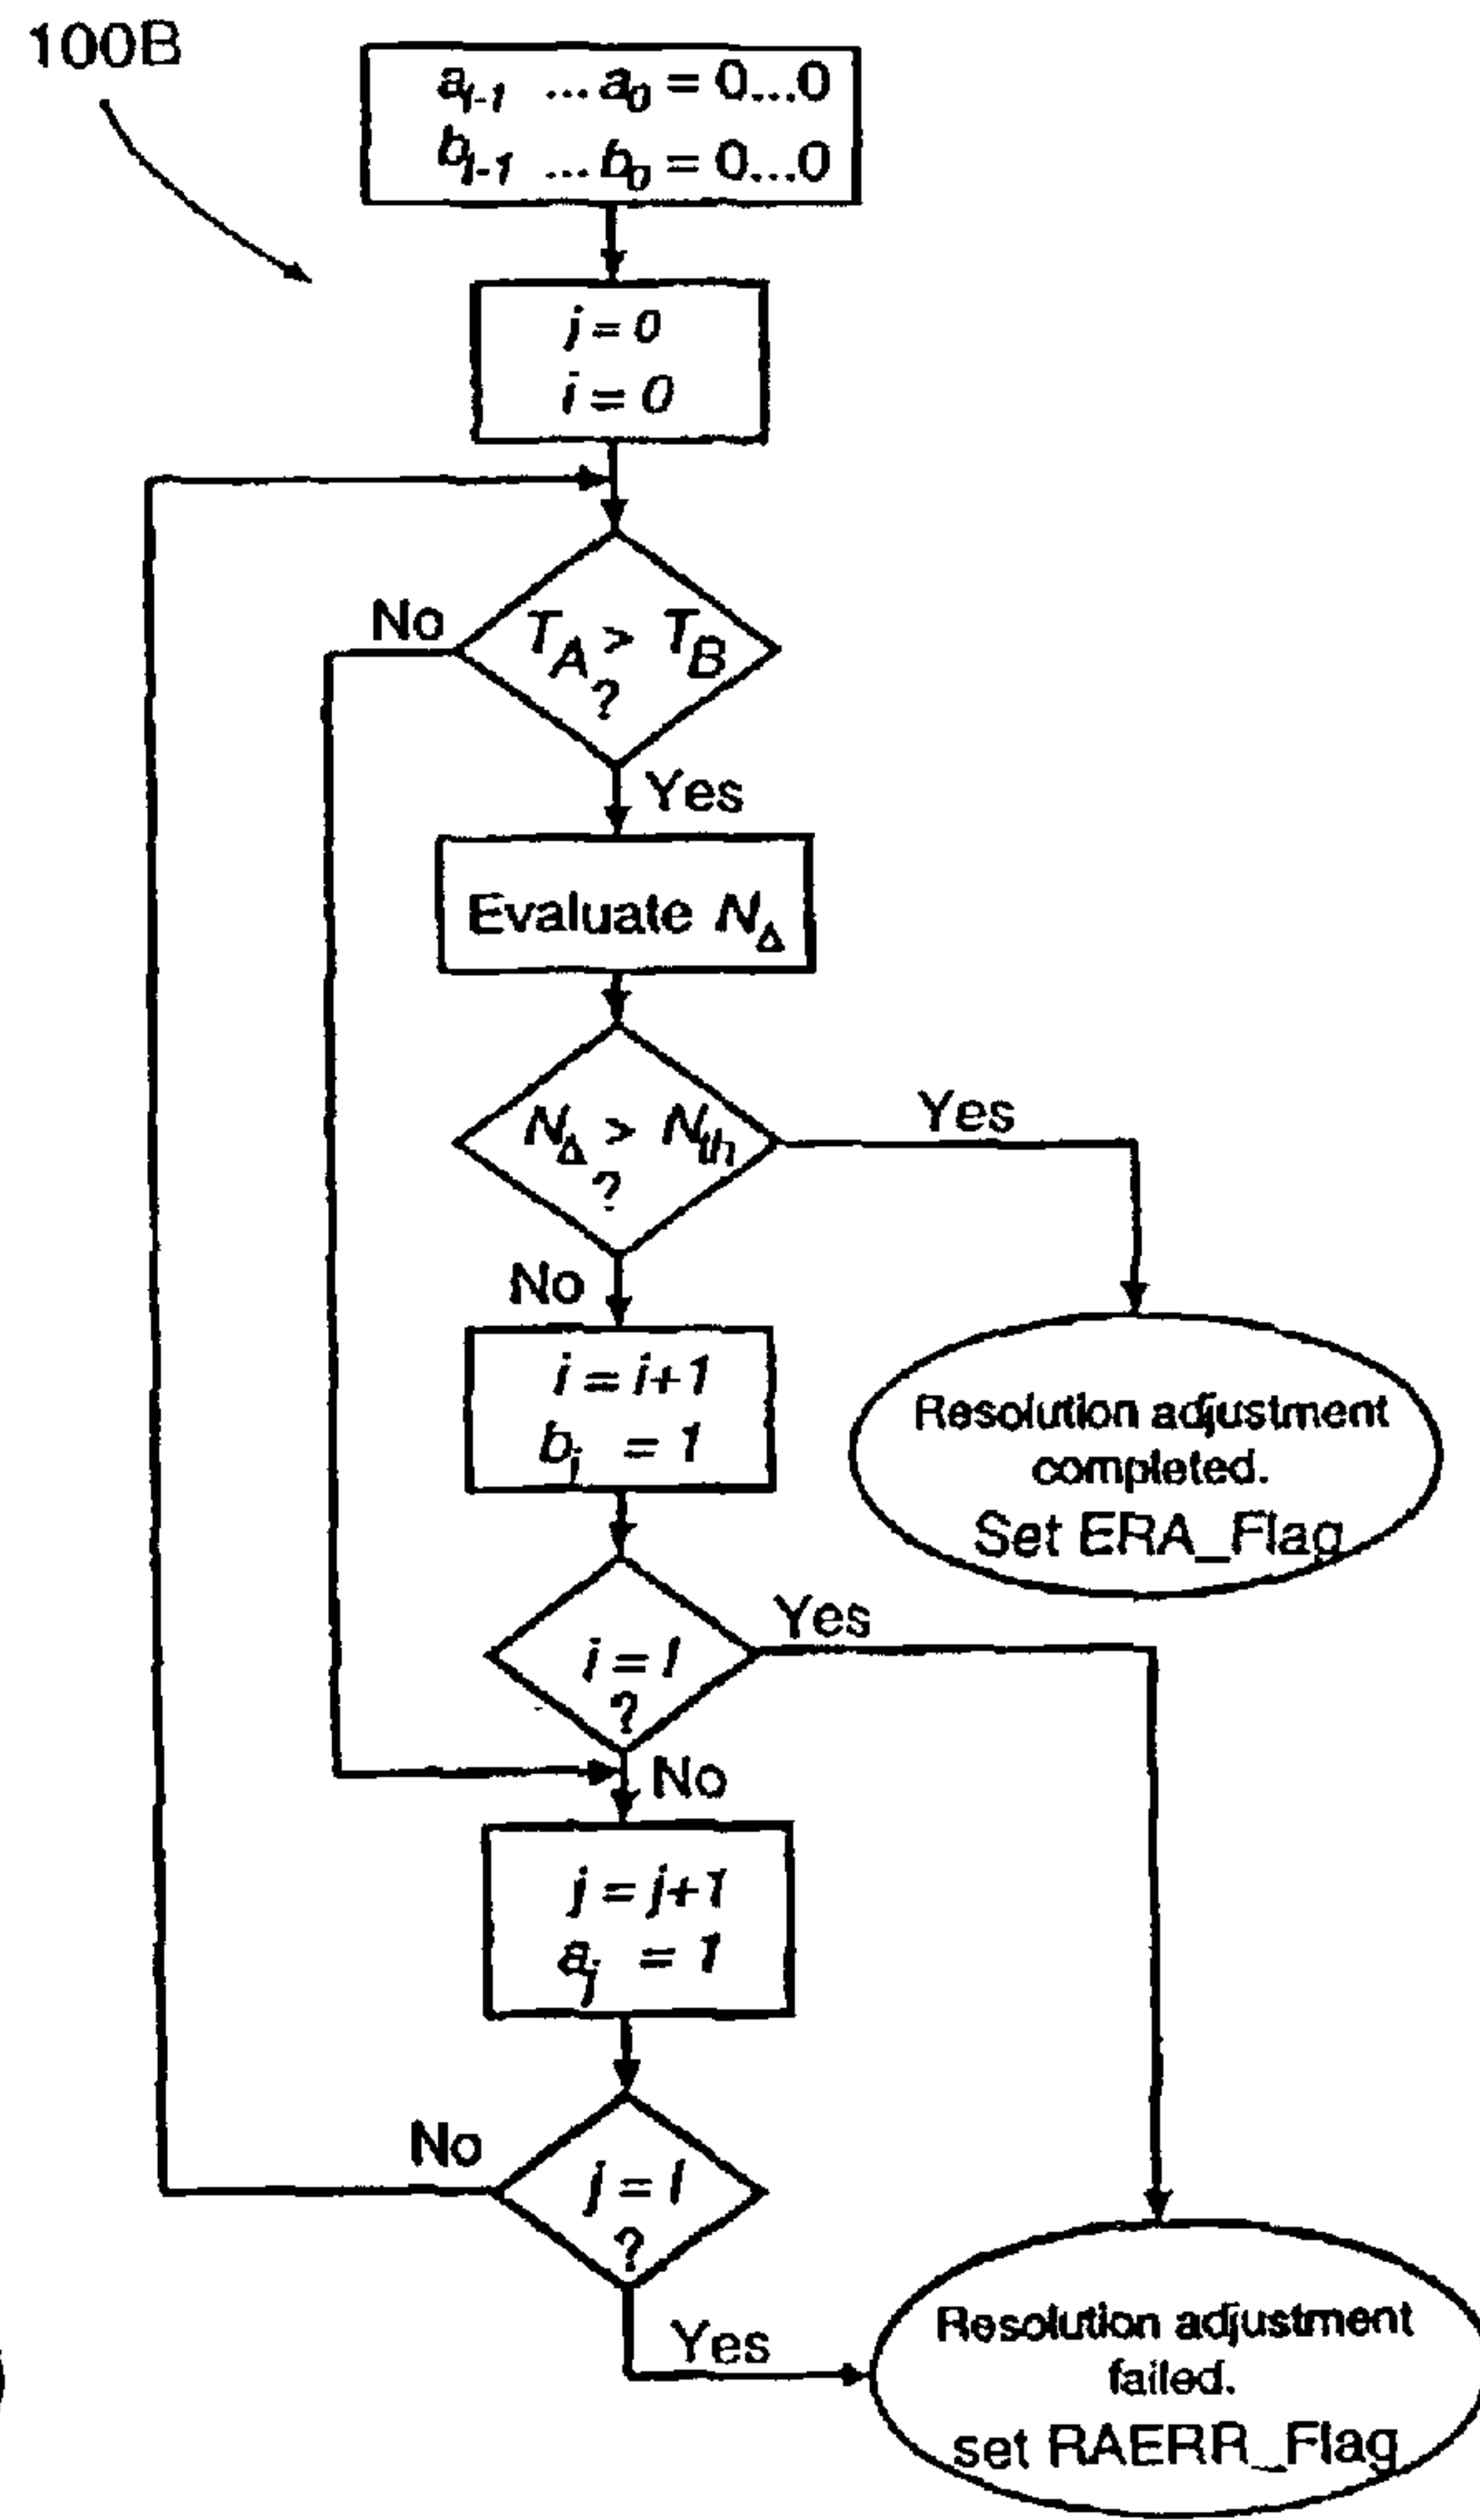 100B
a_{l-1} ...a_0 = 0...0
b_{l-1} ...b_0 = 0...0
j=0
i=0
No
T_A > T_B
?
Yes
Evaluate N_Δ
N_Δ > N_{th}
?
Yes
No
i=i+1
b_i =1
Resolution adjustment
completed.
Set ERA_Flag
i=l
?
Yes
No
j=j+1
a_j =1
No
j=l
?
Yes
Resolution adjustment
failed.
set RAERR_Flag